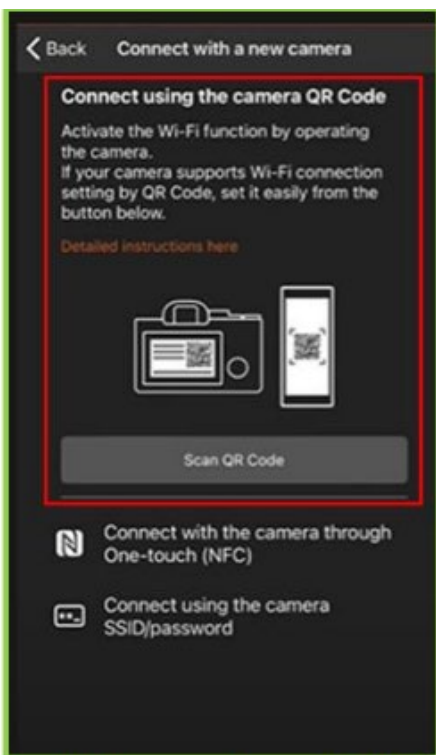 Back Connect with a new camera
Connect using the camera QR Code
Activate the Wi-Fi function by operating
the camera.
If your camera supports Wi-Fi connection
setting by QR Code, set it easily from the
button below.
Detailed instructions here
Scan QR Code
Connect with the camera through
One-touch (NFC)
Connect using the camera
SSID/password